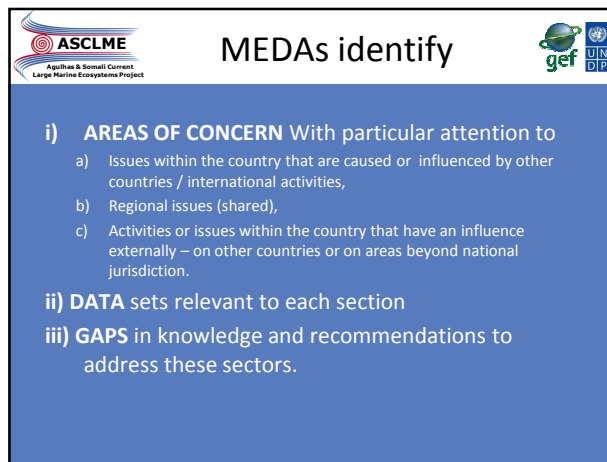 ASCLME
Agulhas & Somali Current
Large Marine Ecosystems Project
MEDAs identify
gef
U N
D P
i) AREAS OF CONCERN With particular attention to
a) Issues within the country that are caused or influenced by other
countries / international activities,
b) Regional issues (shared),
c) Activities or issues within the country that have an influence
externally – on other countries or on areas beyond national
jurisdiction.
ii) DATA sets relevant to each section
iii) GAPS in knowledge and recommendations to
address these sectors.